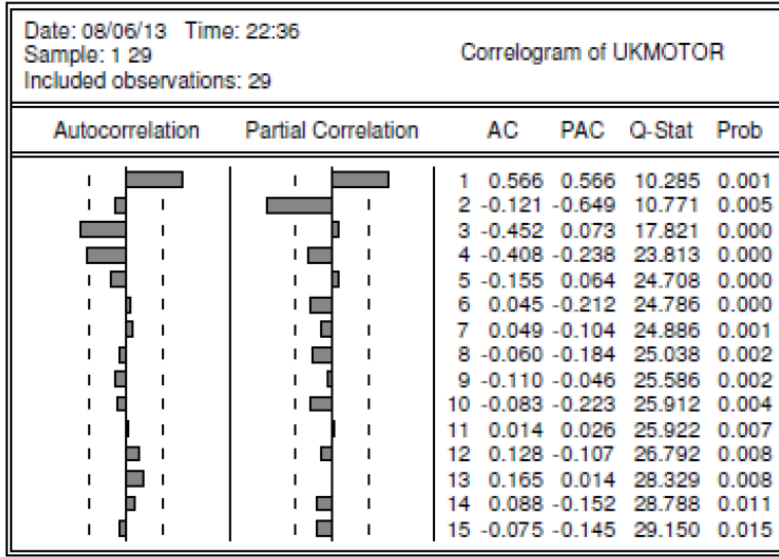 Date: 08/06/13 Time: 22:36
Sample: 1 29
Included observations: 29
Correlogram of UKMOTOR
Autocorrelation Partial Correlation AC PAC Q-Stat Prob
1 0.566 0.566 10.285 0.001
2 -0.121 -0.649 10.771 0.005
3 -0.452 0.073 17.821 0.000
4 -0.408 -0.238 23.813 0.000
5 -0.155 0.064 24.708 0.000
6 0.045 -0.212 24.786 0.000
7 0.049 -0.104 24.886 0.001
8 -0.060 -0.184 25.038 0.002
9 -0.110 -0.046 25.586 0.002
10 -0.083 -0.223 25.912 0.004
11 0.014 0.026 25.922 0.007
12 0.128 -0.107 26.792 0.008
13 0.165 0.014 28.329 0.008
14 0.088 -0.152 28.788 0.011
15 -0.075 -0.145 29.150 0.015